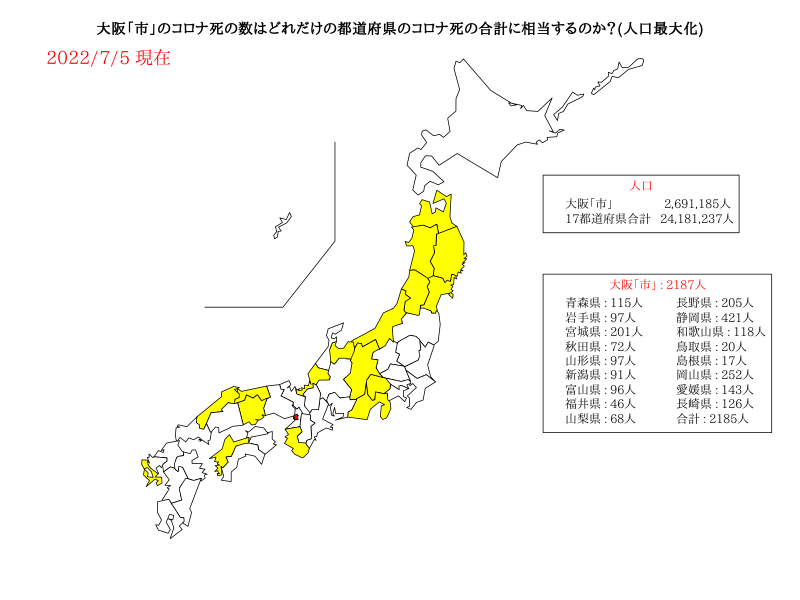 大阪「市」のコロナ死の数はどれだけの都道府県のコロナ死の合計に相当するのか?(人口最大化)
2022/7/5 現在
人口
大阪「市」 2,691,185人
17都道府県合計 24,181,237人
大阪「市」 : 2187人
青森県 : 115人 長野県 : 205人
岩手県 : 97人 静岡県 : 421人
宮城県 : 201人 和歌山県 : 118人
秋田県 : 72人 鳥取県 : 20人
山形県 : 97人 島根県 : 17人
新潟県 : 91人 岡山県 : 252人
富山県 : 96人 愛媛県 : 143人
福井県 : 46人 長崎県 : 126人
山梨県 : 68人 合計 : 2185人